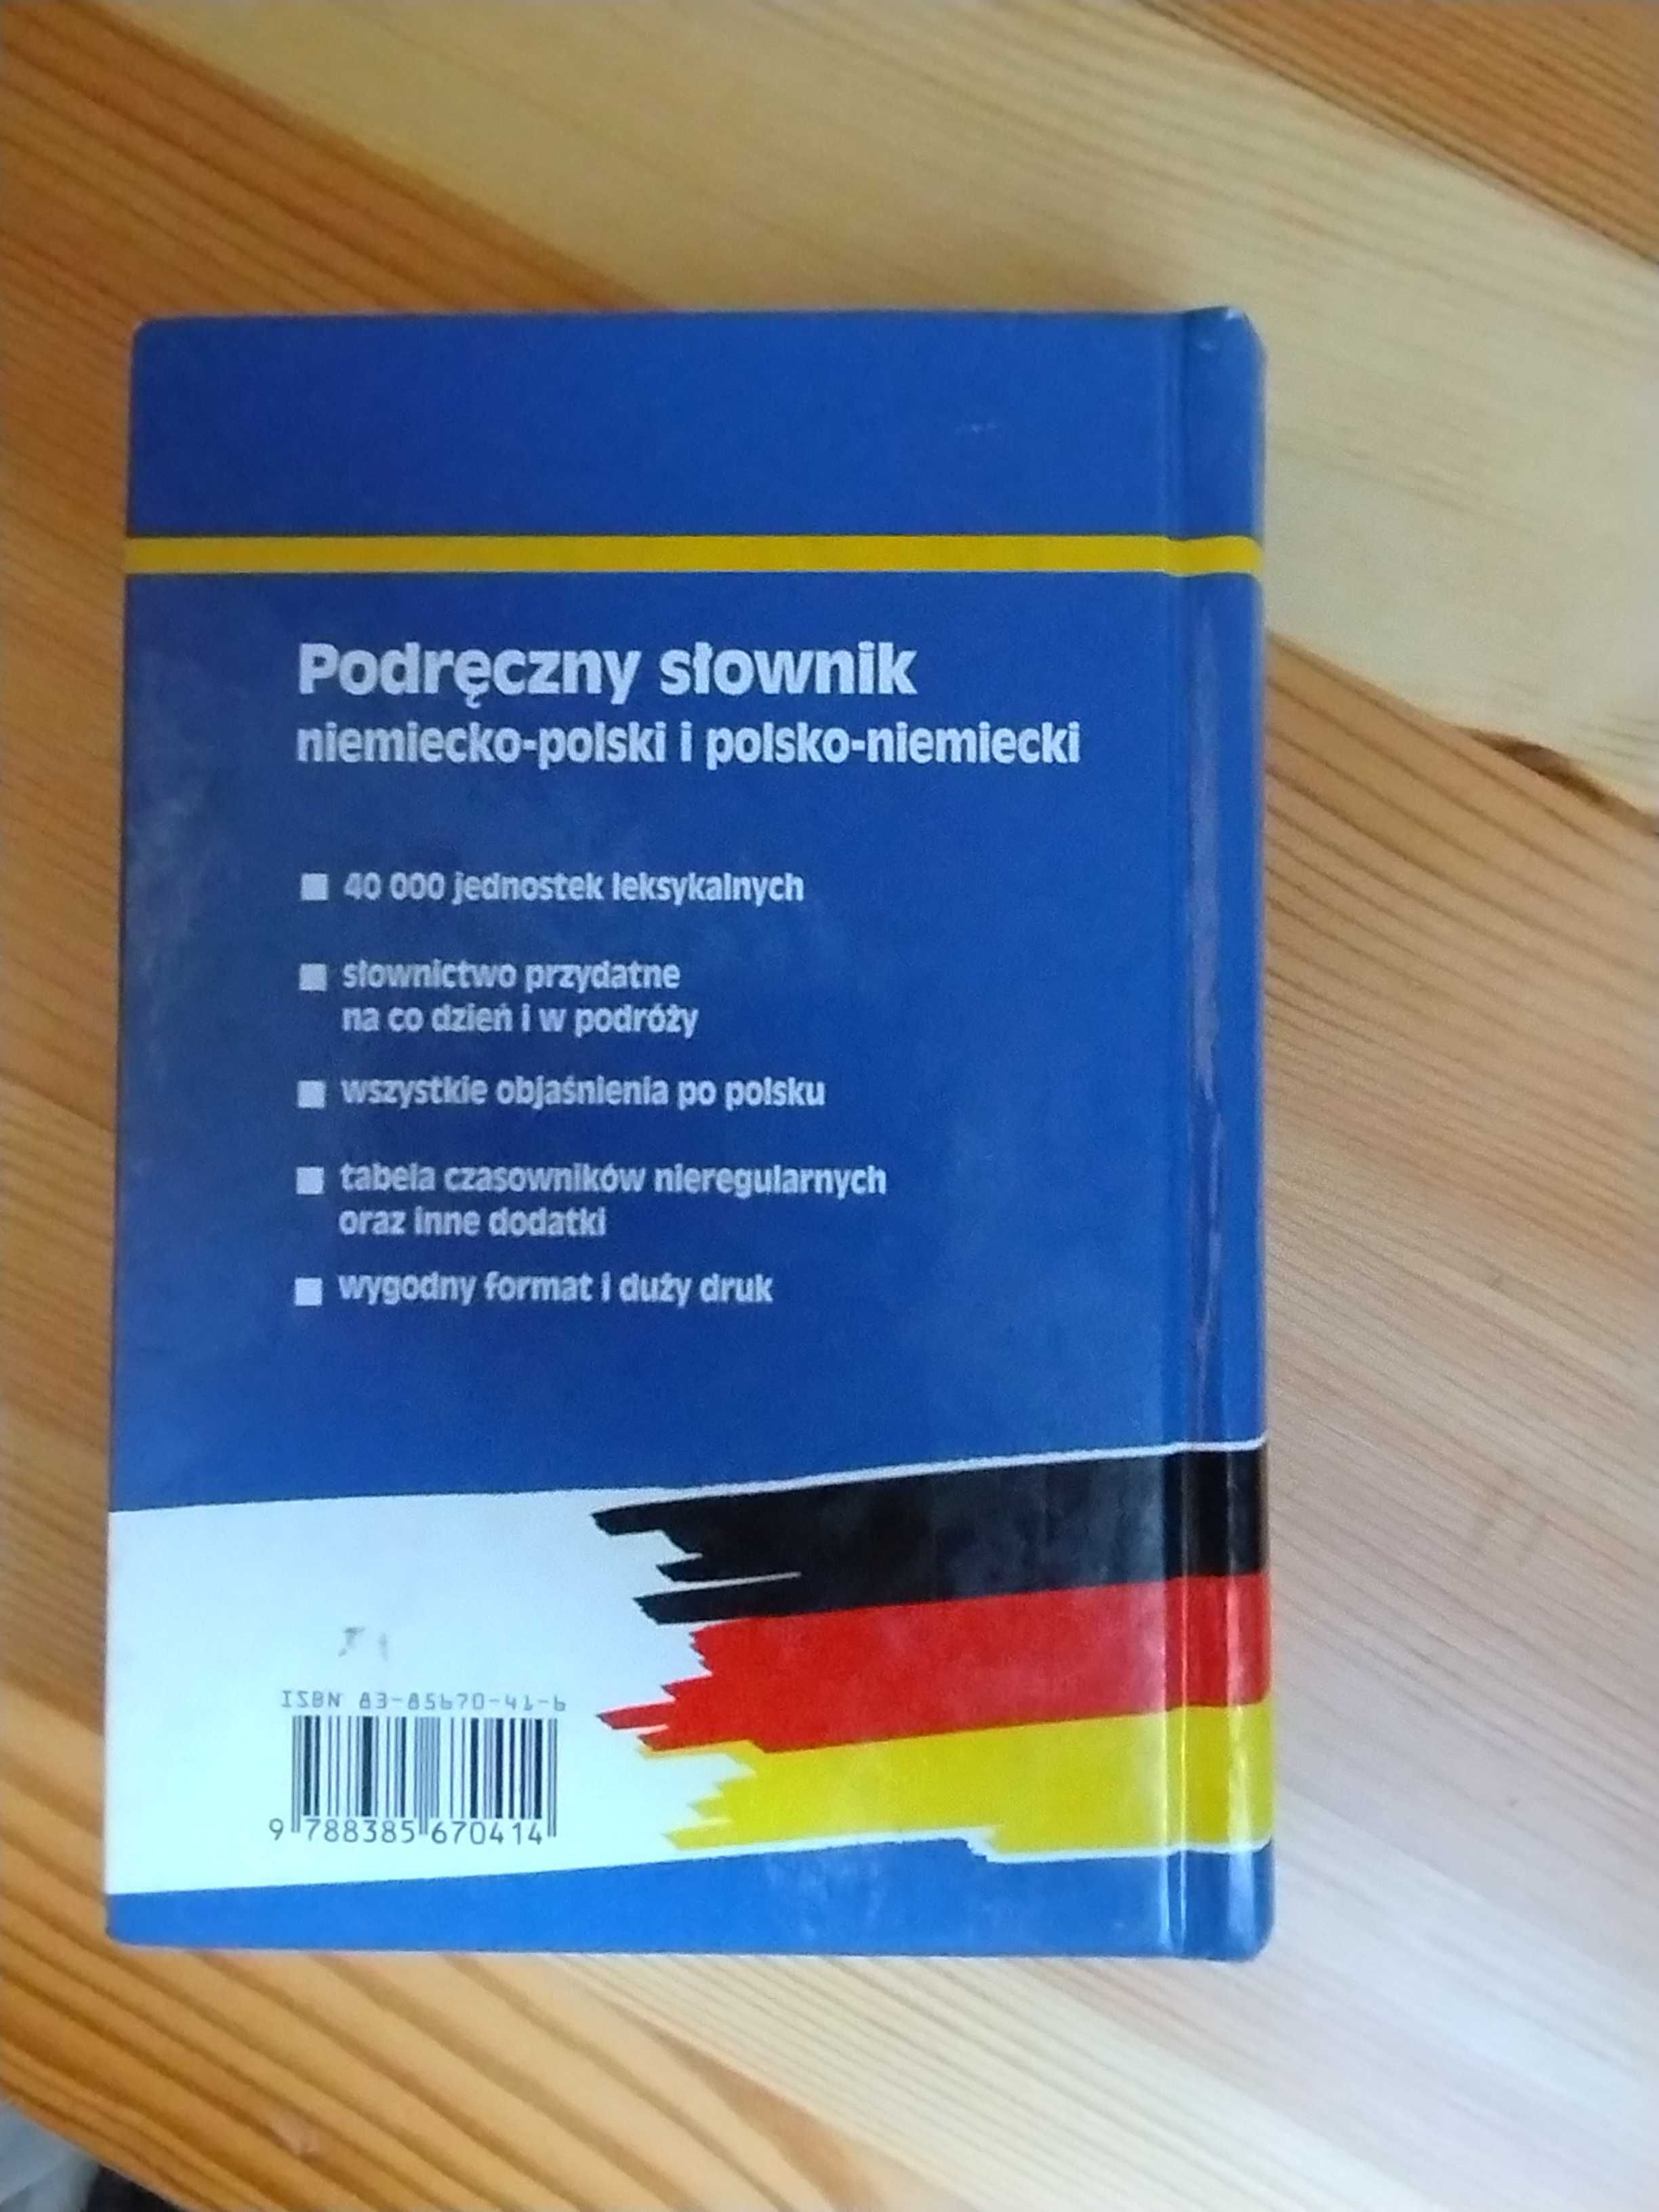 Podręczny słownik
niemiecko-polski i polsko-niemiecki
40 000 jednostek leksykalnych
słownictwo przydatne
na co dzień i w podróży
wszystkie objaśnienia po polsku
tabela czasowników nieregularnych
oraz inne dodatki
wygodny format i duży druk
ISBN 83-85670-41-6
9 788385 670414